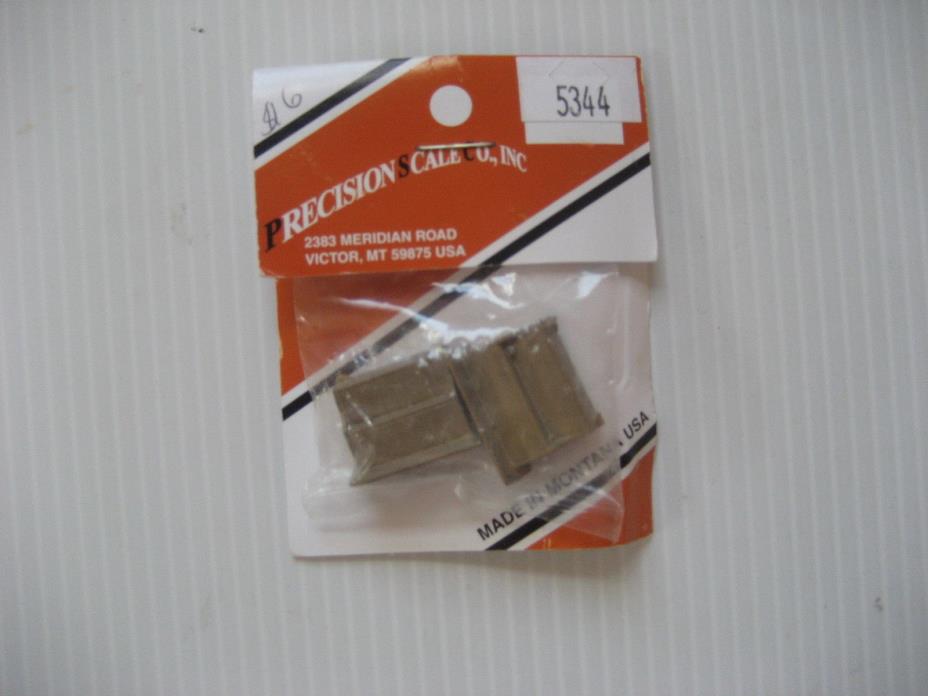 $6
5344
PRECISION SCALE CO., INC
2383 MERIDIAN ROAD
VICTOR, MT 59875 USA
MADE IN MONTANA USA